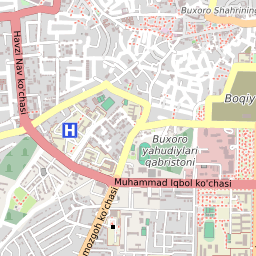 Buxoro Shahrining
Havzi Nav ko'chasi
Boqiy
H
Buxoro
yahudiylari
qabristoni
Muhammad Iqbol ko'chasi
mozgoh ko'chasi